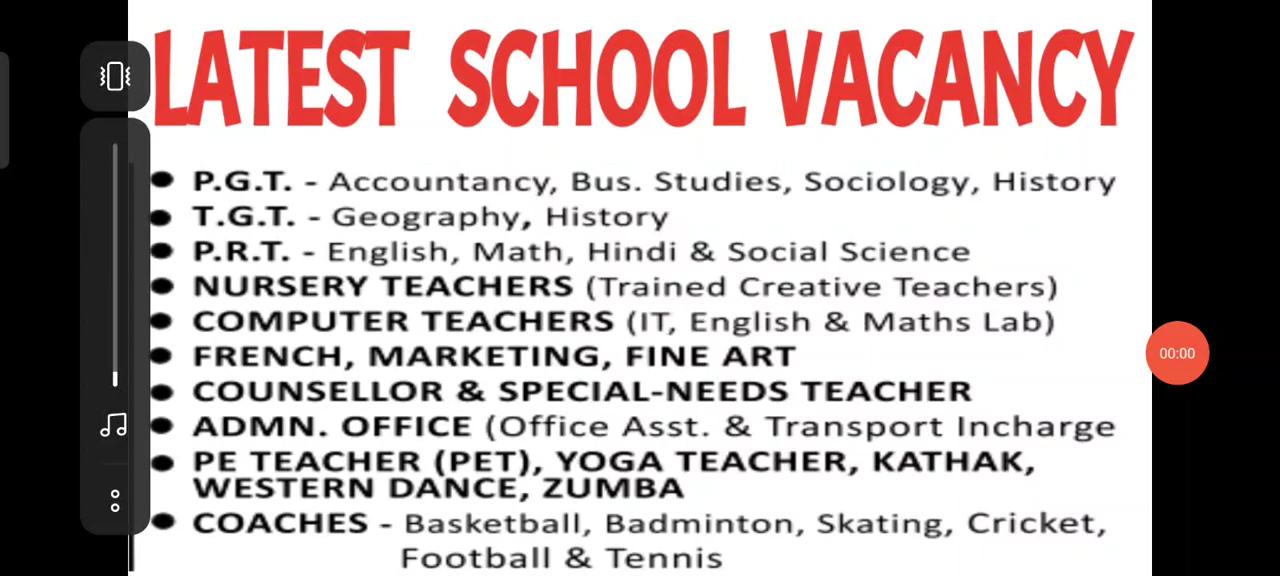 LATEST SCHOOL VACANCY
● P.G.T. - Accountancy, Bus. Studies, Sociology, History
● T.G.T. - Geography, History
● P.R.T. - English, Math, Hindi & Social Science
● NURSERY TEACHERS (Trained Creative Teachers)
● COMPUTER TEACHERS (IT, English & Maths Lab)
● FRENCH, MARKETING, FINE ART
00:00
● COUNSELLOR & SPECIAL-NEEDS TEACHER
● ADMN. OFFICE (Office Asst. & Transport Incharge
● PE TEACHER (PET), YOGA TEACHER, KATHAK,
WESTERN DANCE, ZUMBA
● COACHES - Basketball, Badminton, Skating, Cricket,
Football & Tennis